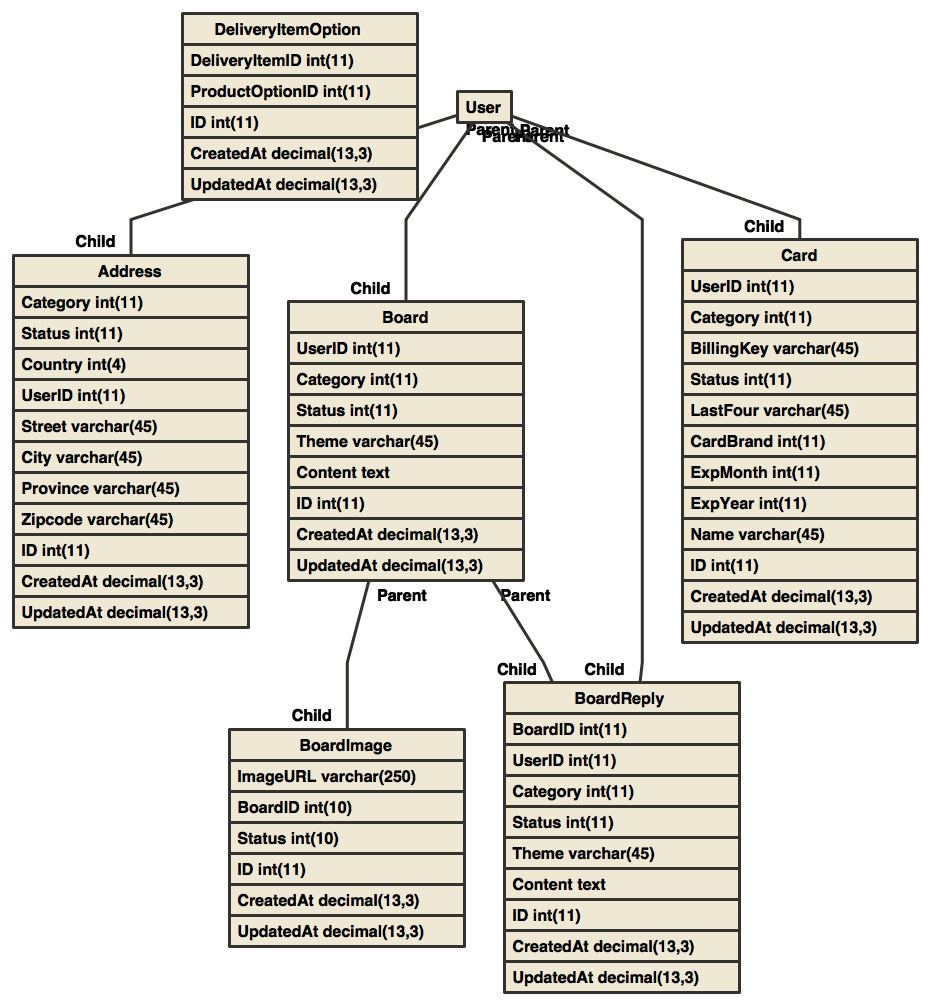 DeliveryItemOption
DeliveryItemID int(11)
ProductOptionID int(11)
ID int(11)
CreatedAt decimal(13,3)
UpdatedAt decimal(13,3)
User
Parent
Parent
Parent
Parent
Child
Address
Category int(11)
Status int(11)
Country int(4)
UserID int(11)
Street varchar(45)
City varchar(45)
Province varchar(45)
Zipcode varchar(45)
ID int(11)
CreatedAt decimal(13,3)
UpdatedAt decimal(13,3)
Child
Board
UserID int(11)
Category int(11)
Status int(11)
Theme varchar(45)
Content text
ID int(11)
CreatedAt decimal(13,3)
UpdatedAt decimal(13,3)
Parent
Parent
Child
Card
UserID int(11)
Category int(11)
BillingKey varchar(45)
Status int(11)
LastFour varchar(45)
CardBrand int(11)
ExpMonth int(11)
ExpYear int(11)
Name varchar(45)
ID int(11)
CreatedAt decimal(13,3)
UpdatedAt decimal(13,3)
Child
BoardImage
ImageURL varchar(250)
BoardID int(10)
Status int(10)
ID int(11)
CreatedAt decimal(13,3)
UpdatedAt decimal(13,3)
Child
Child
BoardReply
BoardID int(11)
UserID int(11)
Category int(11)
Status int(11)
Theme varchar(45)
Content text
ID int(11)
CreatedAt decimal(13,3)
UpdatedAt decimal(13,3)